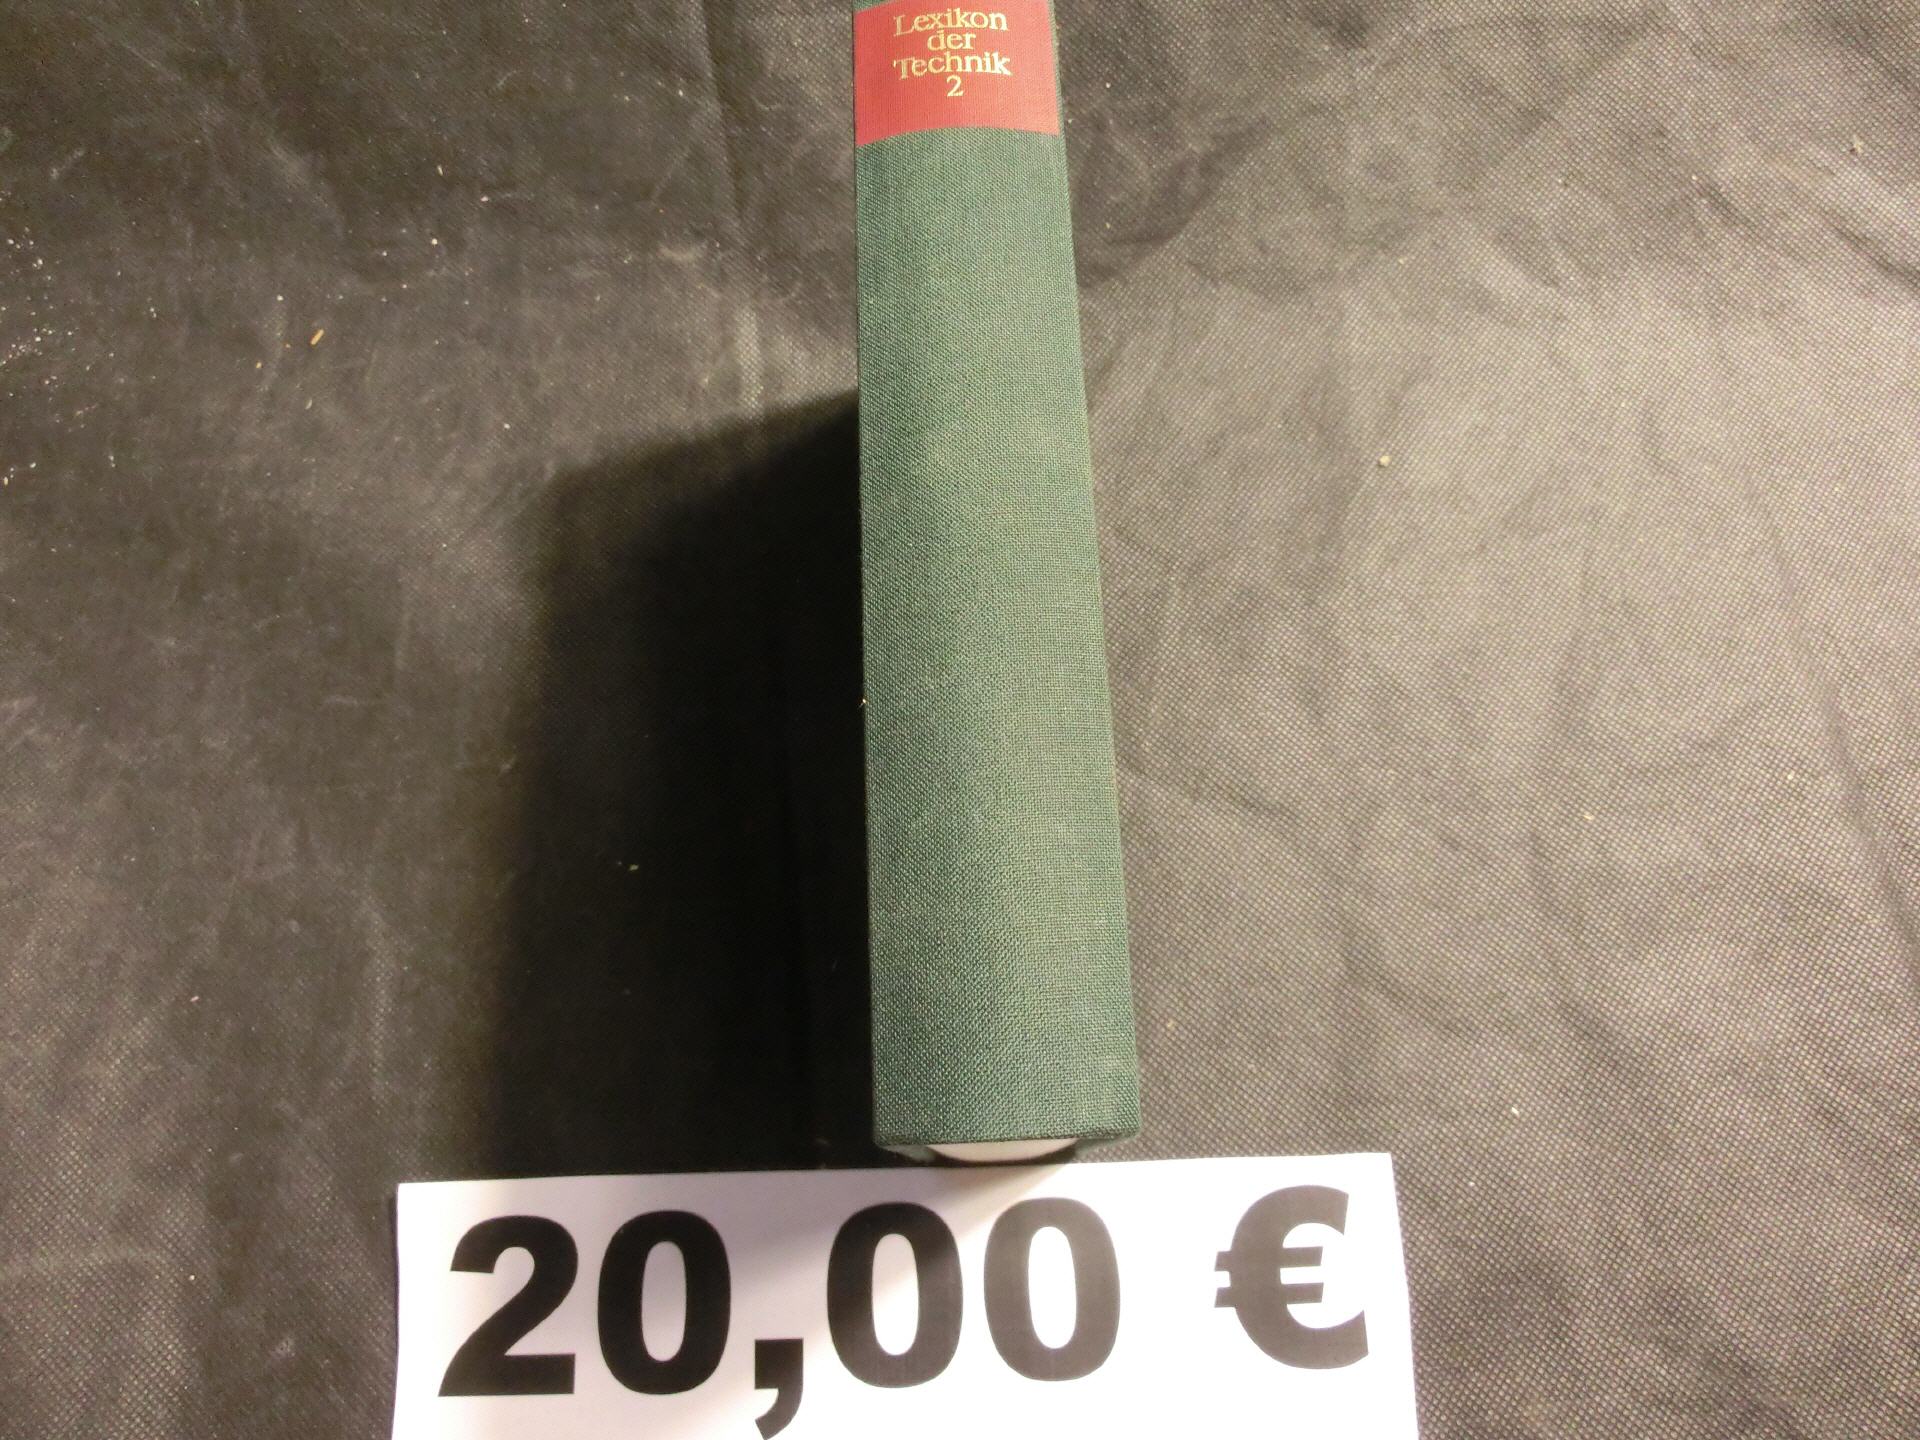 Lexikon
der
Technik
2
20,00 €